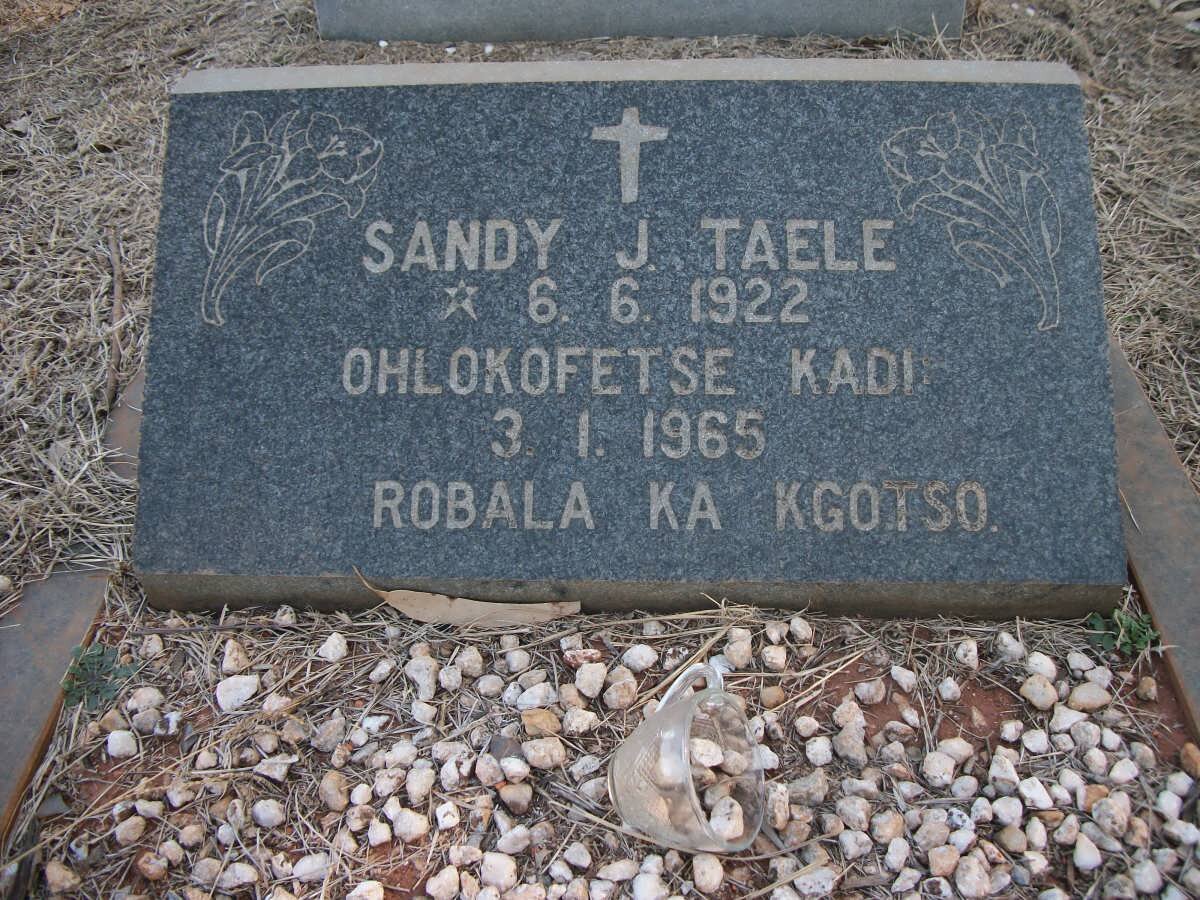 SANDY J. TAELE
* 6. 6. 1922
OHLOKOFETSE KADI:
3. 1. 1965
ROBALA KA KGOTSO.